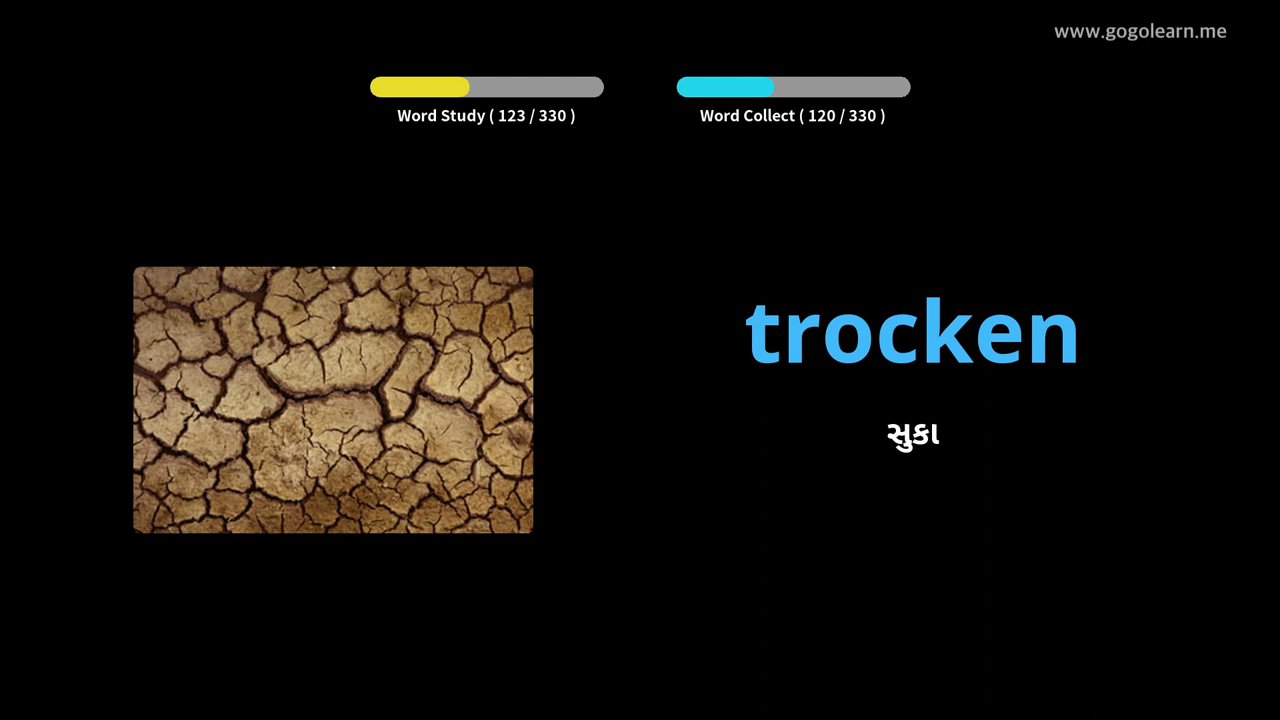 www.gogolearn.me
Word Study ( 123 / 330 )
Word Collect ( 120 / 330 )
trocken
સુકા